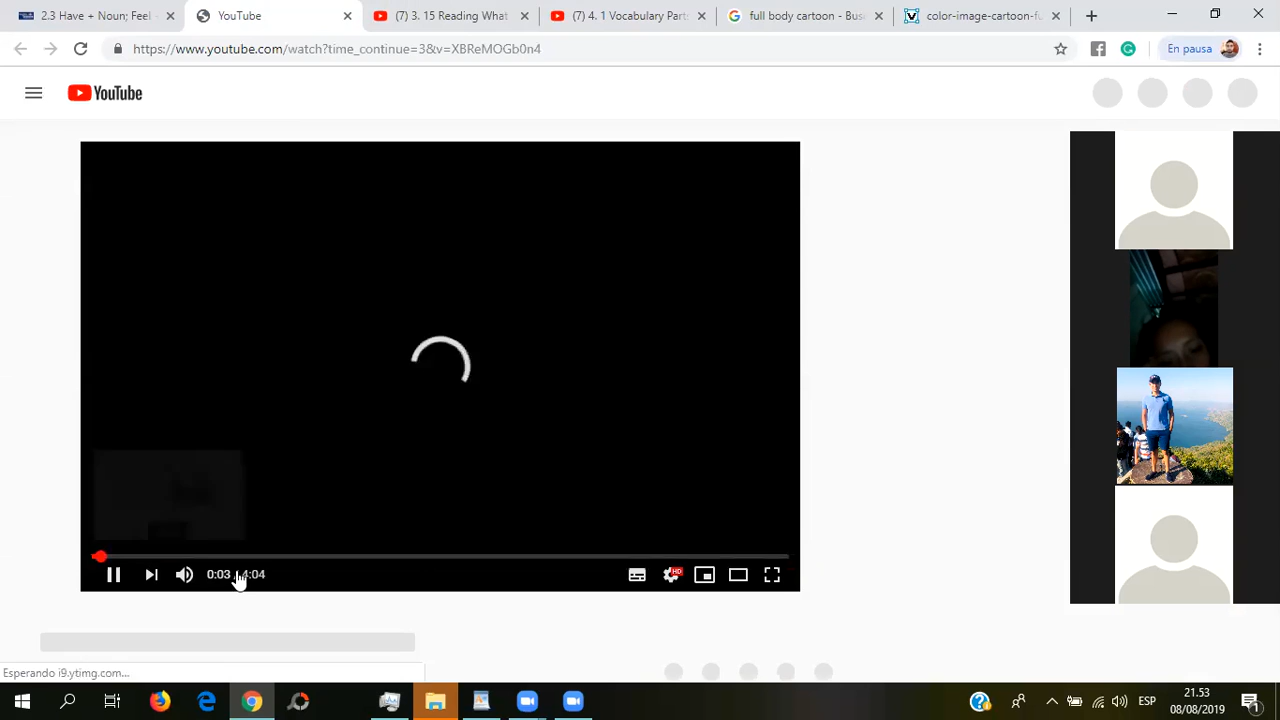 2.3 Have + Noun; Feel -
YouTube
(7) 3. 15 Reading What
(7) 4. 1 Vocabulary Part
full body cartoon - Bus
color-image-cartoon-fu
https://www.youtube.com/watch?time_continue=3&v=XBReMOGb0n4
En pausa
YouTube
0:03 / 4:04
HD
Esperando i9.ytimg.com...
ESP
21.53
08/08/2019
1